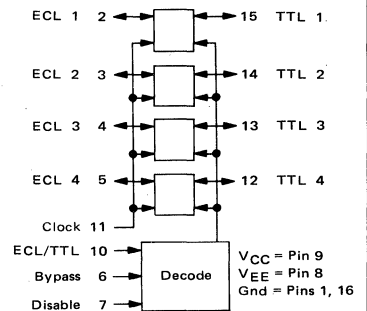 ECL 1 2 15 TTL 1
ECL 2 3 14 TTL 2
ECL 3 4 13 TTL 3
ECL 4 5 12 TTL 4
Clock 11
ECL/TTL 10
Bypass 6
Disable 7
Decode
VCC = Pin 9
VEE = Pin 8
Gnd = Pins 1, 16